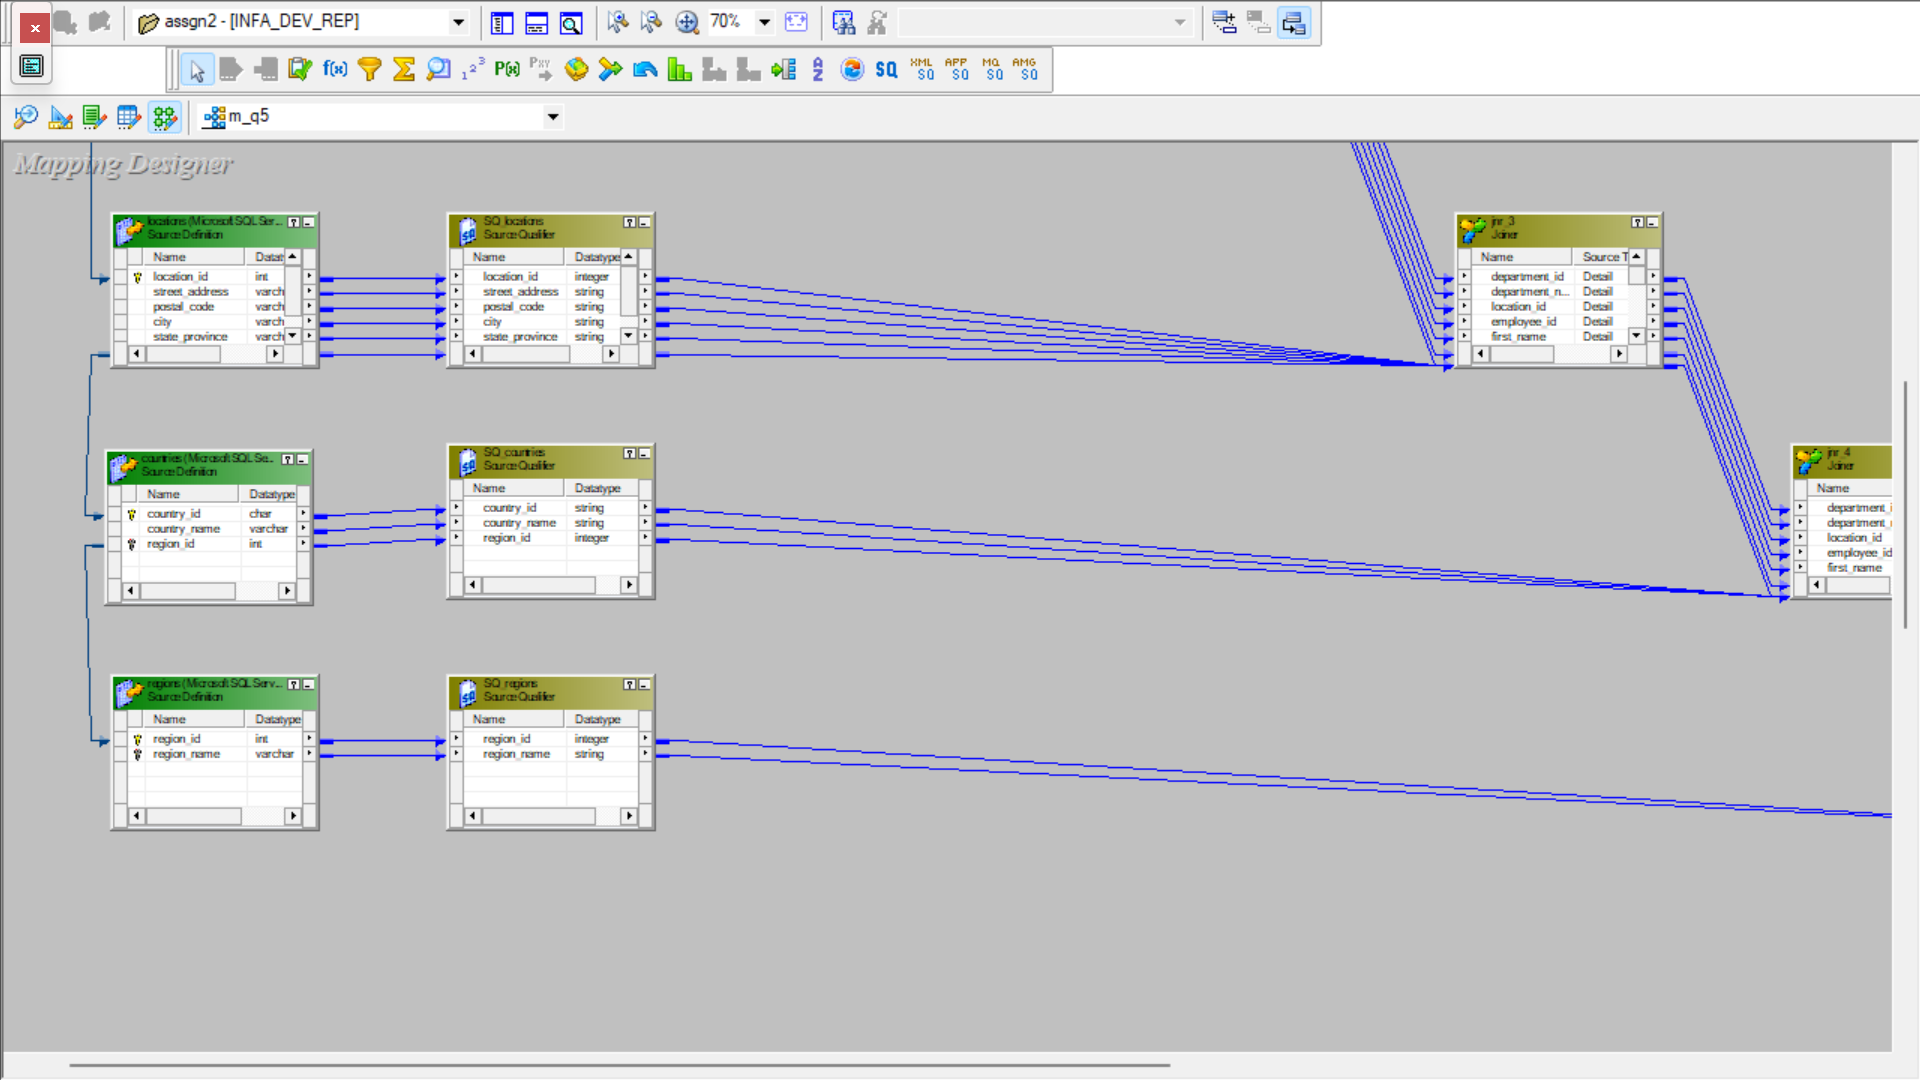 assgn2 - [INFA_DEV_REP]
70%
f(x)
1 2 3
P(x)
Pxy
A
Z
SQ
XML
SQ
APP
SQ
MQ
SQ
AMG
SQ
m_q5
Mapping Designer
locations (Microsoft SQL Ser...
Source Definition
Name Datat
location_id int
street_address varch
postal_code varch
city varch
state_province varch
SQ_locations
Source Qualifier
Name Datatype
location_id integer
street_address string
postal_code string
city string
state_province string
jnr_3
Joiner
Name Source T
department_id Detail
department_n... Detail
location_id Detail
employee_id Detail
first_name Detail
countries (Microsoft SQL Se...
Source Definition
Name Datatype
country_id char
country_name varchar
region_id int
SQ_countries
Source Qualifier
Name Datatype
country_id string
country_name string
region_id integer
jnr_4
Joiner
Name
department_i
department_
location_id
employee_id
first_name
regions (Microsoft SQL Serv...
Source Definition
Name Datatype
region_id int
region_name varchar
SQ_regions
Source Qualifier
Name Datatype
region_id integer
region_name string